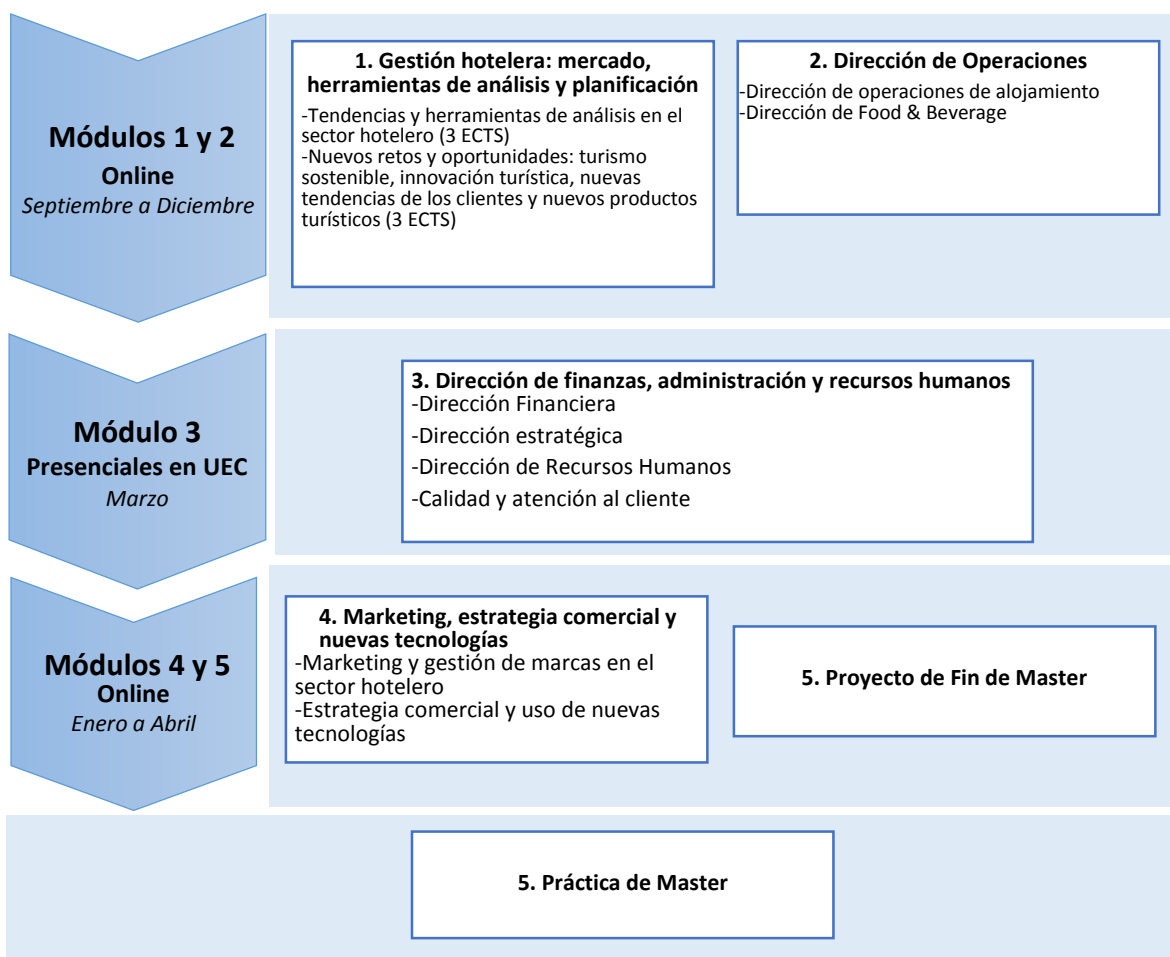 Módulos 1 y 2
Online
Septiembre a Diciembre
1. Gestión hotelera: mercado,
herramientas de análisis y planificación
-Tendencias y herramientas de análisis en el
sector hotelero (3 ECTS)
-Nuevos retos y oportunidades: turismo
sostenible, innovación turística, nuevas
tendencias de los clientes y nuevos productos
turísticos (3 ECTS)
2. Dirección de Operaciones
-Dirección de operaciones de alojamiento
-Dirección de Food & Beverage
Módulo 3
Presenciales en UEC
Marzo
3. Dirección de finanzas, administración y recursos humanos
-Dirección Financiera
-Dirección estratégica
-Dirección de Recursos Humanos
-Calidad y atención al cliente
Módulos 4 y 5
Online
Enero a Abril
4. Marketing, estrategia comercial y
nuevas tecnologías
-Marketing y gestión de marcas en el
sector hotelero
-Estrategia comercial y uso de nuevas
tecnologías
5. Proyecto de Fin de Master
5. Práctica de Master